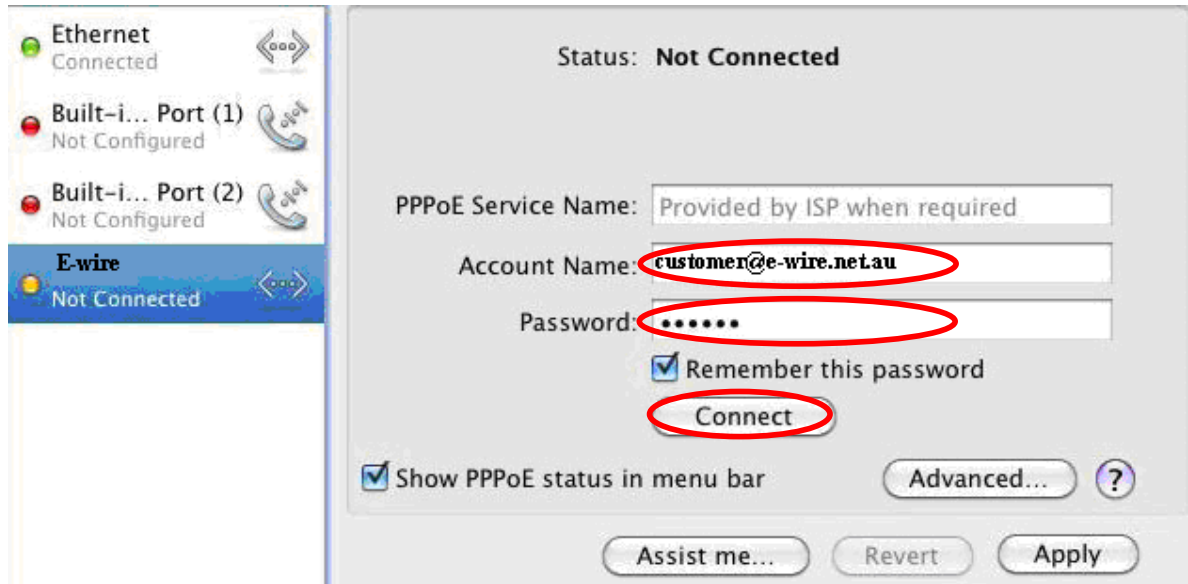 Ethernet
Connected
Built-i... Port (1)
Not Configured
Built-i... Port (2)
Not Configured
E-wire
Not Connected
Status: Not Connected
PPPoE Service Name: Provided by ISP when required
Account Name: customer@e-wire.net.au
Password: ••••••
Remember this password
Connect
Show PPPoE status in menu bar
Advanced... ?
Assist me... Revert Apply